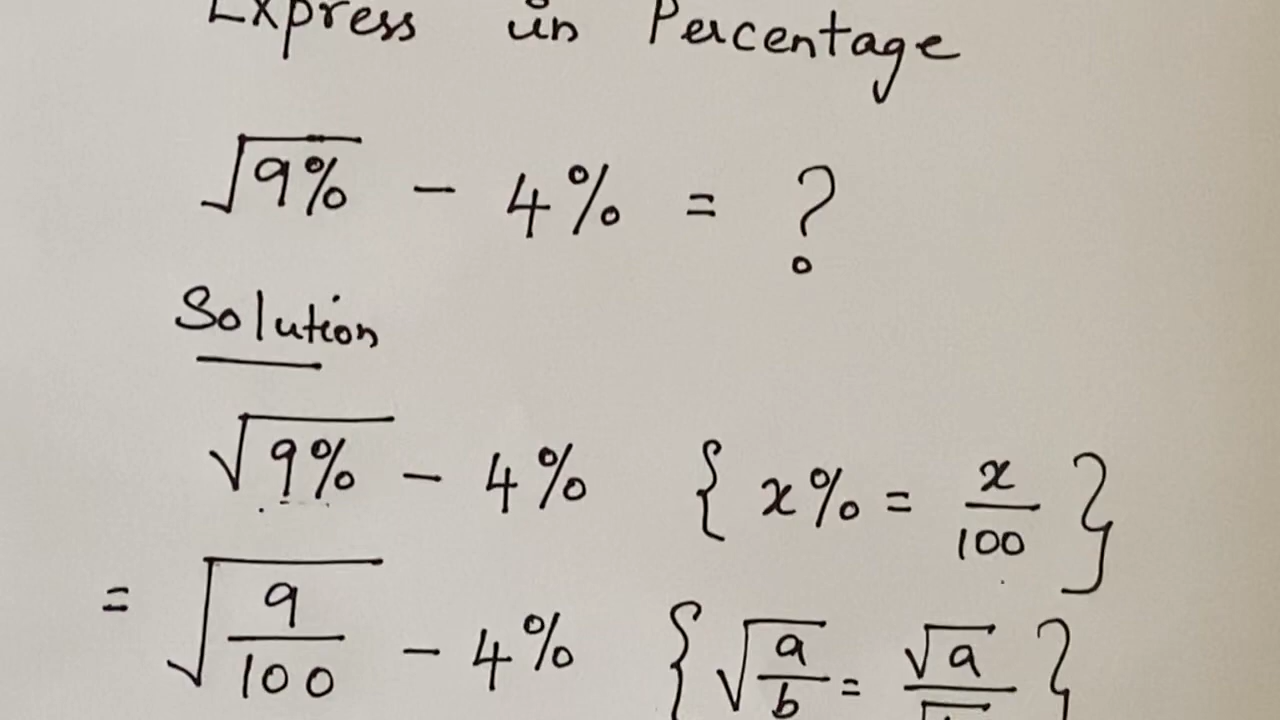 Express in Percentage
√9% - 4% = ?
Solution
√9% - 4% { x% = x/100 }
= √(9/100) - 4% { √(a/b) = √a/√b }